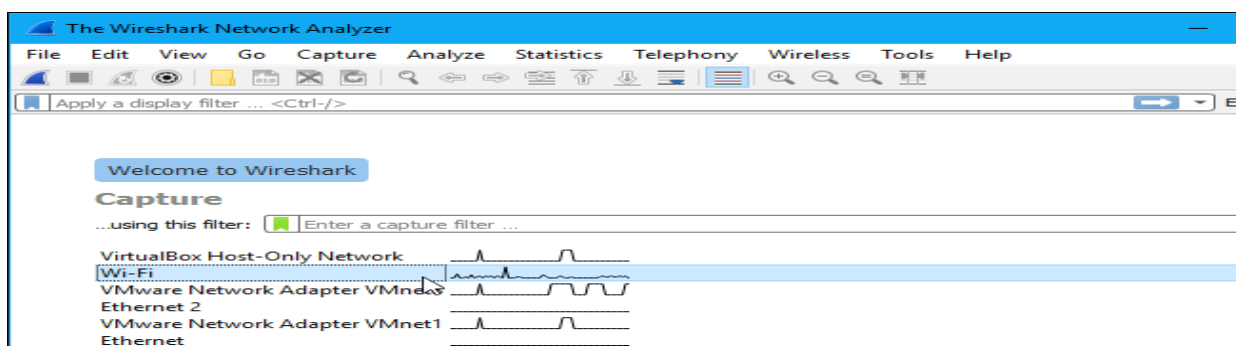 The Wireshark Network Analyzer
File Edit View Go Capture Analyze Statistics Telephony Wireless Tools Help
Apply a display filter ... <Ctrl-/>
Welcome to Wireshark
Capture
...using this filter: Enter a capture filter ...
VirtualBox Host-Only Network
Wi-Fi
VMware Network Adapter
Ethernet 2
VMware Network Adapter VMnet1
Ethernet